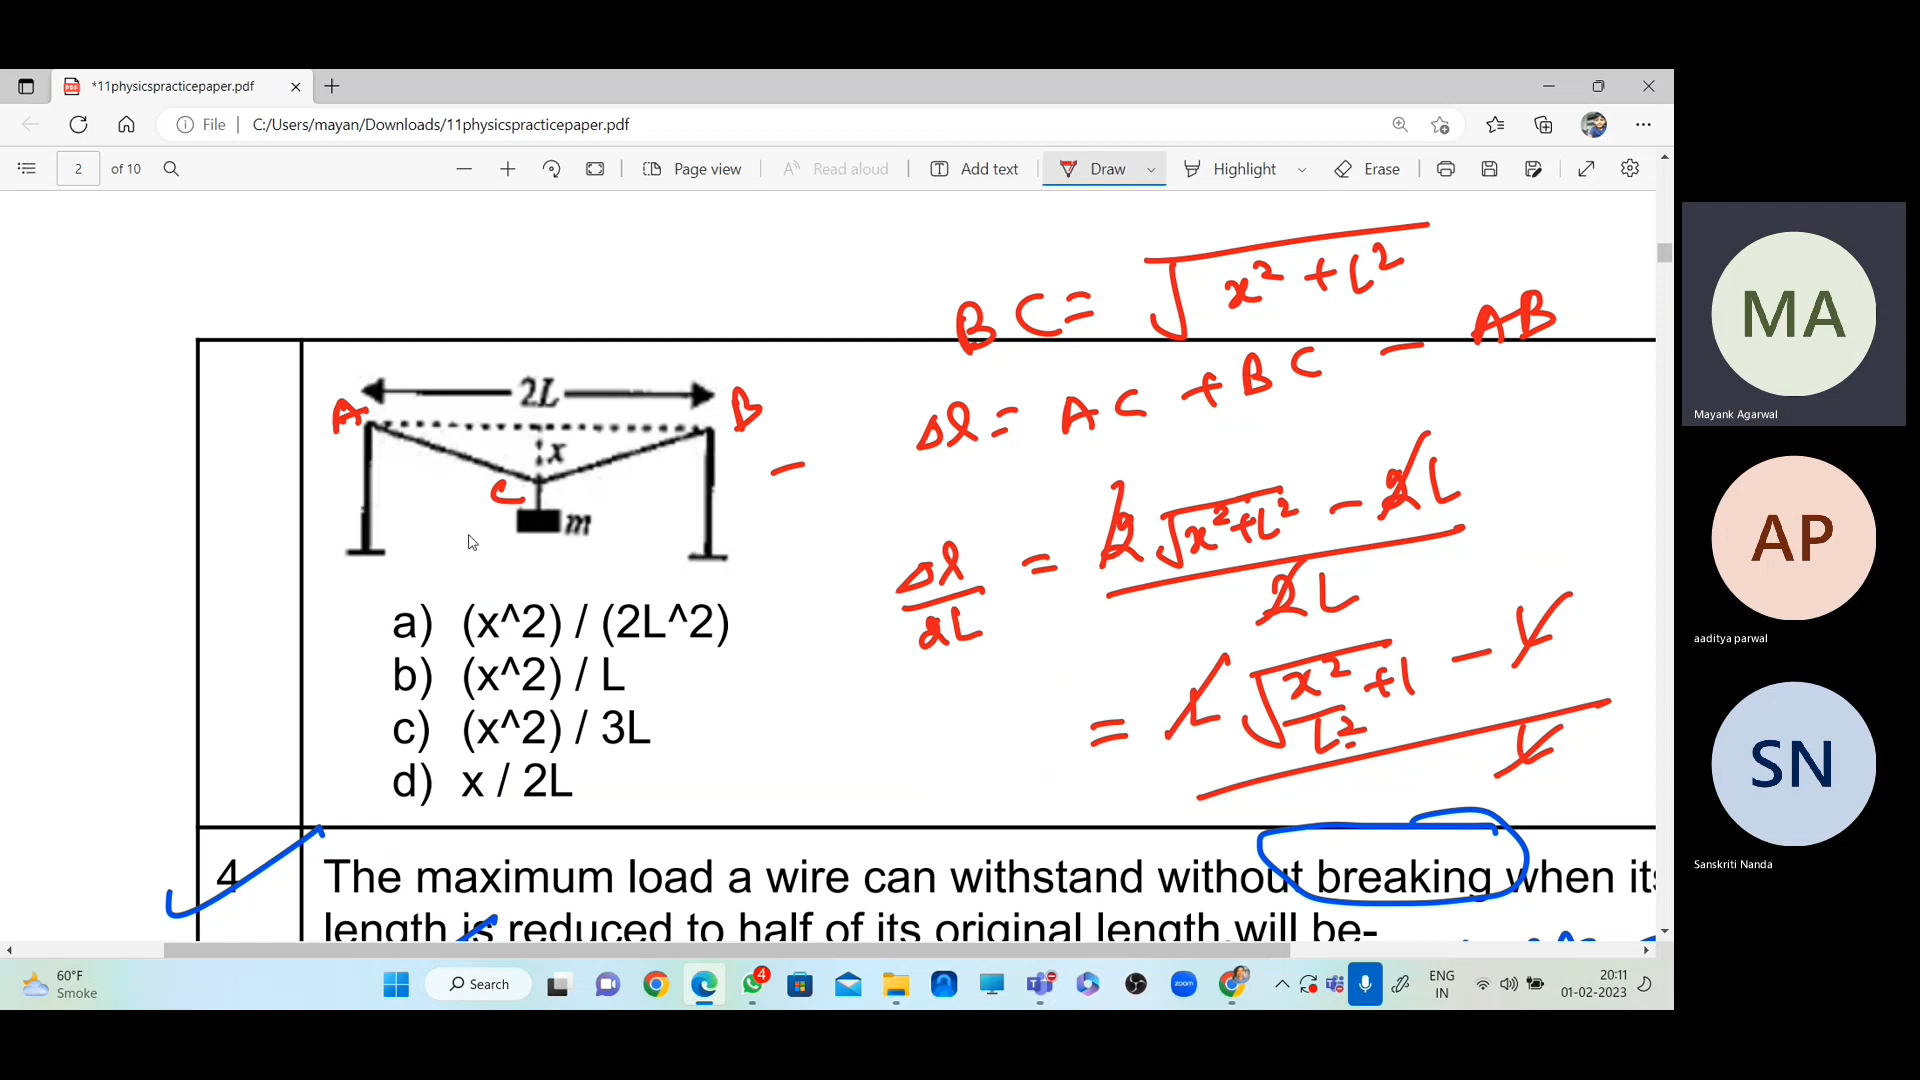 *11physicspracticepaper.pdf
File C:/Users/mayan/Downloads/11physicspracticepaper.pdf
2 of 10 Page view Read aloud Add text Draw Highlight Erase
BC = √(x² + L²)
Δl = AC + BC - AB
2L
A B
x
C
m
Δl/2L = (2√(x²+L²) - 2L)/2L
= (L√(x²/L² + 1) - L)/L
a) (x^2) / (2L^2)
b) (x^2) / L
c) (x^2) / 3L
d) x / 2L
4 The maximum load a wire can withstand without breaking when its
length is reduced to half of its original length,will be-
MA
Mayank Agarwal
AP
aaditya parwal
SN
Sanskriti Nanda
60°F
Smoke
Search
4
zoom
ENG
IN
20:11
01-02-2023